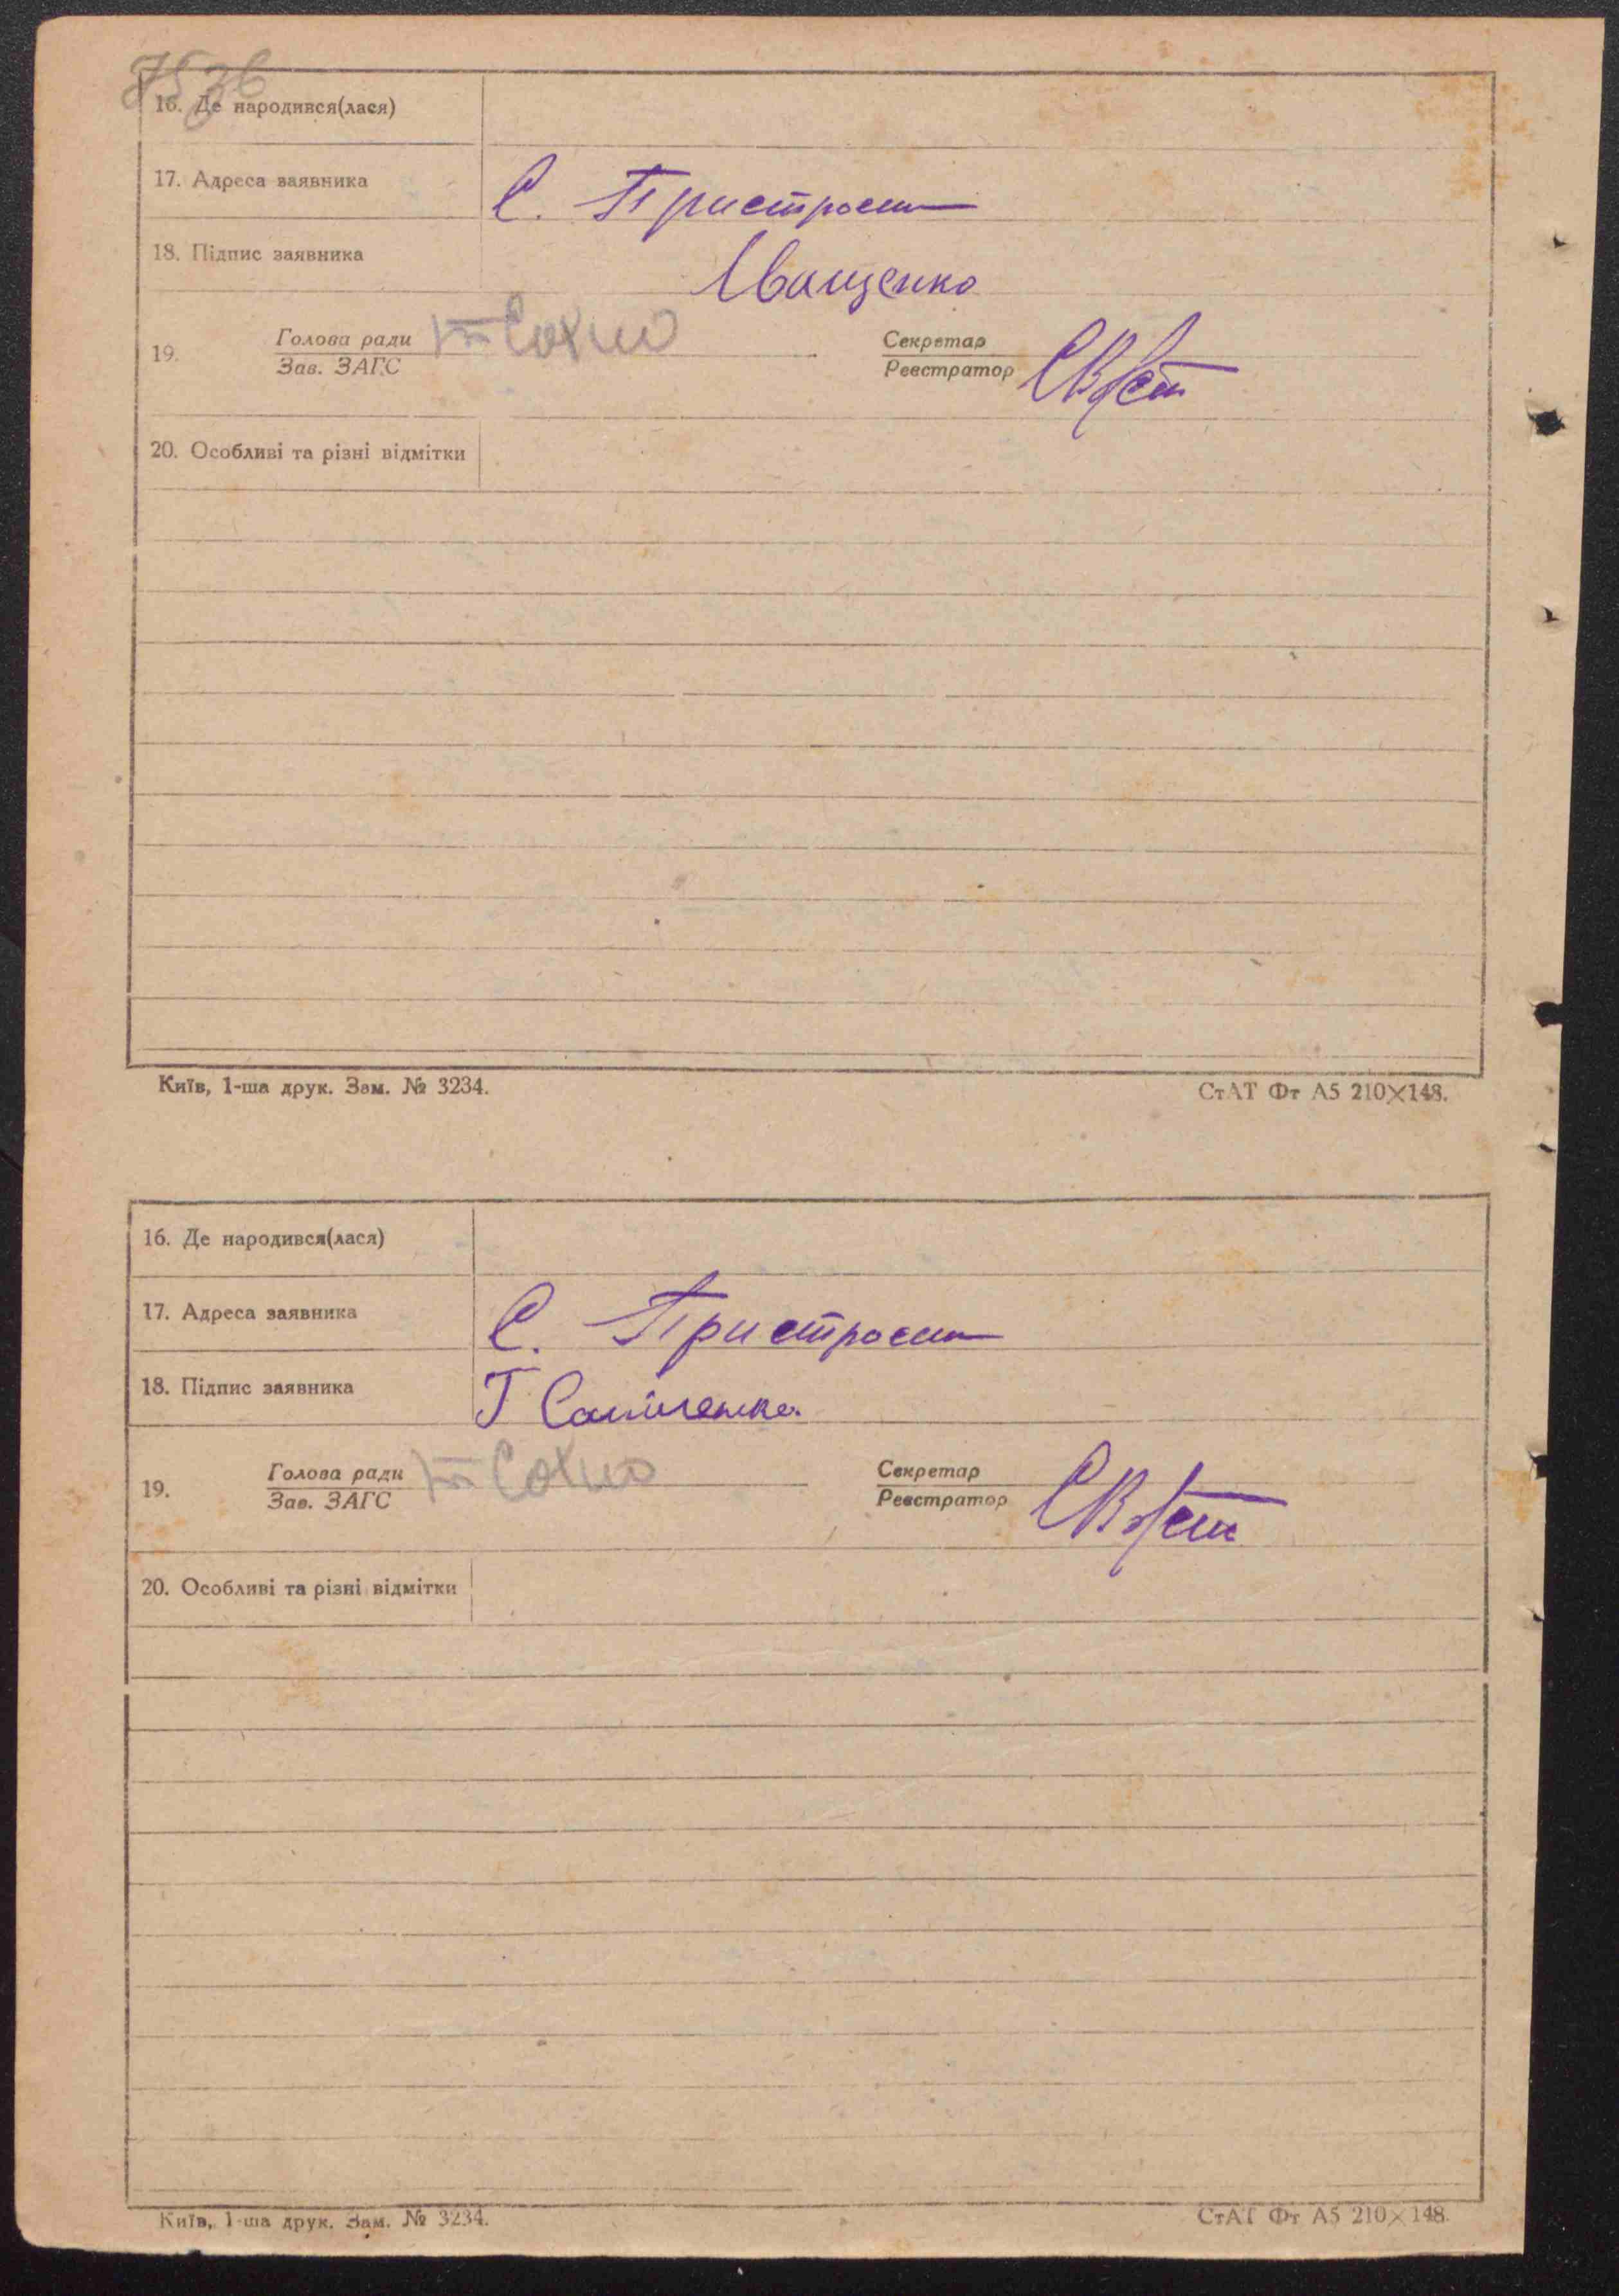 7536
16. Де народився(лася)
17. Адреса заявника С. Пристроми
18. Підпис заявника Іващенко
19. Голова ради
Зав. ЗАГС
Секретар
Реєстратор
20. Особливі та різні відмітки
Київ, 1-ша друк. Зам. № 3234. СтАТ Фт А5 210×148.
16. Де народився(лася)
17. Адреса заявника С. Пристроми
18. Підпис заявника Г
19. Голова ради
Зав. ЗАГС
Секретар
Реєстратор
20. Особливі та різні відмітки
Київ, 1-ша друк. Зам. № 3234. СтАТ Фт А5 210×148.